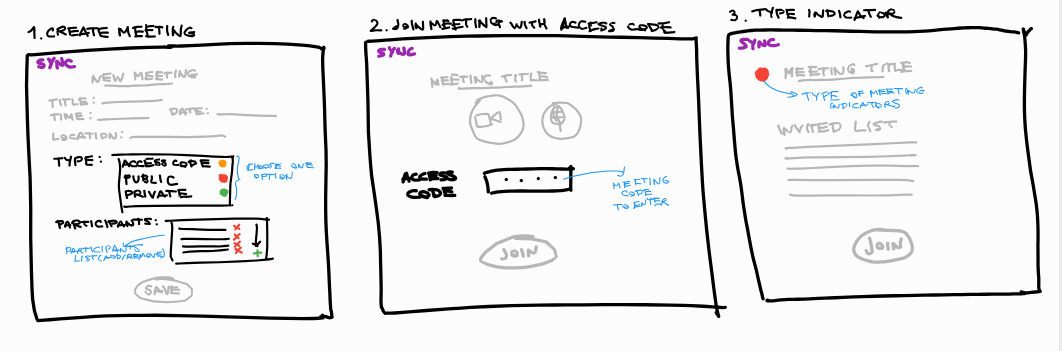 1. CREATE MEETING
SYNC
NEW MEETING
TITLE:
TIME:
DATE:
LOCATION:
TYPE:
ACCESS CODE
PUBLIC
PRIVATE
CHOOSE ONE
OPTION
PARTICIPANTS:
PARTICIPANTS
LIST (ADD/REMOVE)
SAVE
2. JOIN MEETING WITH ACCESS CODE
SYNC
MEETING TITLE
ACCESS
CODE
MEETING
CODE
TO ENTER
JOIN
3. TYPE INDICATOR
SYNC
MEETING TITLE
TYPE OF MEETING
INDICATORS
INVITED LIST
JOIN